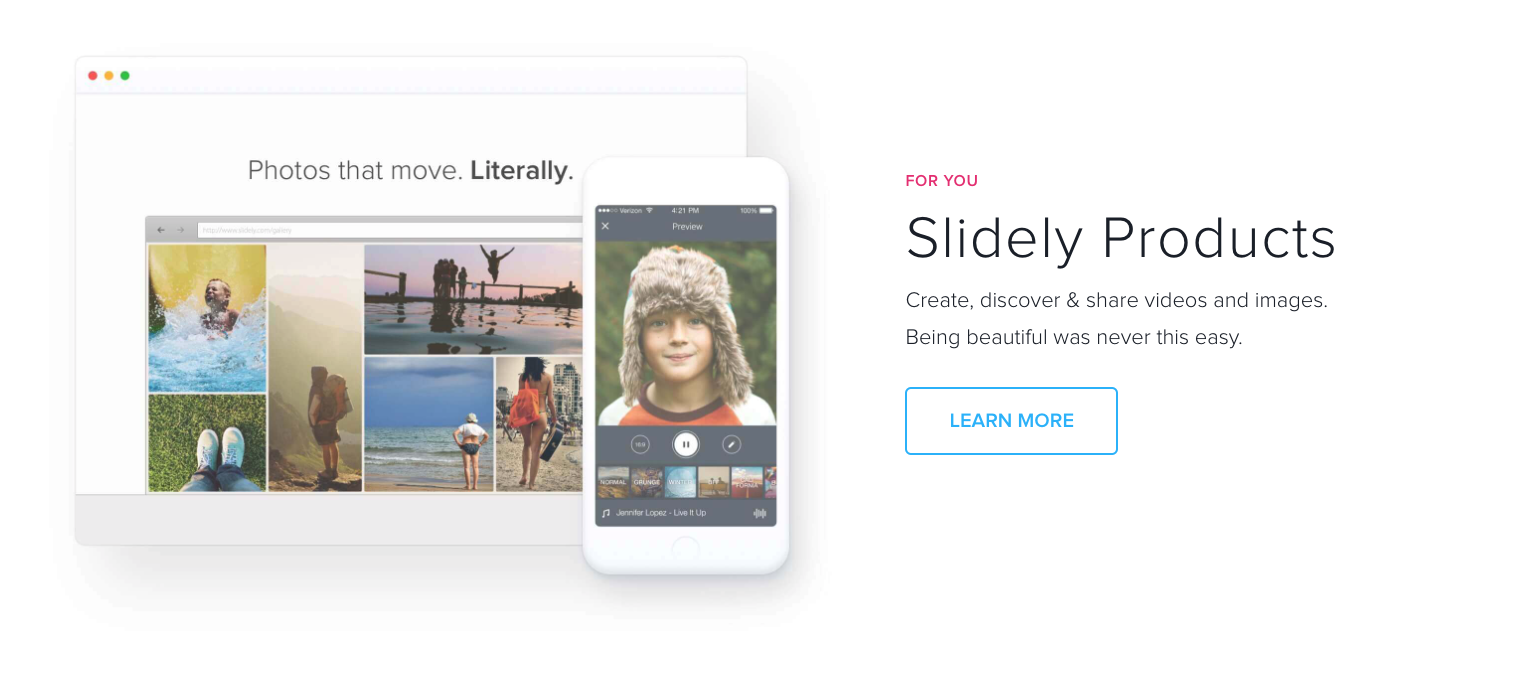 Photos that move. Literally.
http://www.slidely.com/gallery
Verizon 4:21 PM 100%
Preview
16:9
NORMAL GRUNGE WINTER
Jennifer Lopez - Live It Up
FOR YOU
Slidely Products
Create, discover & share videos and images.
Being beautiful was never this easy.
LEARN MORE